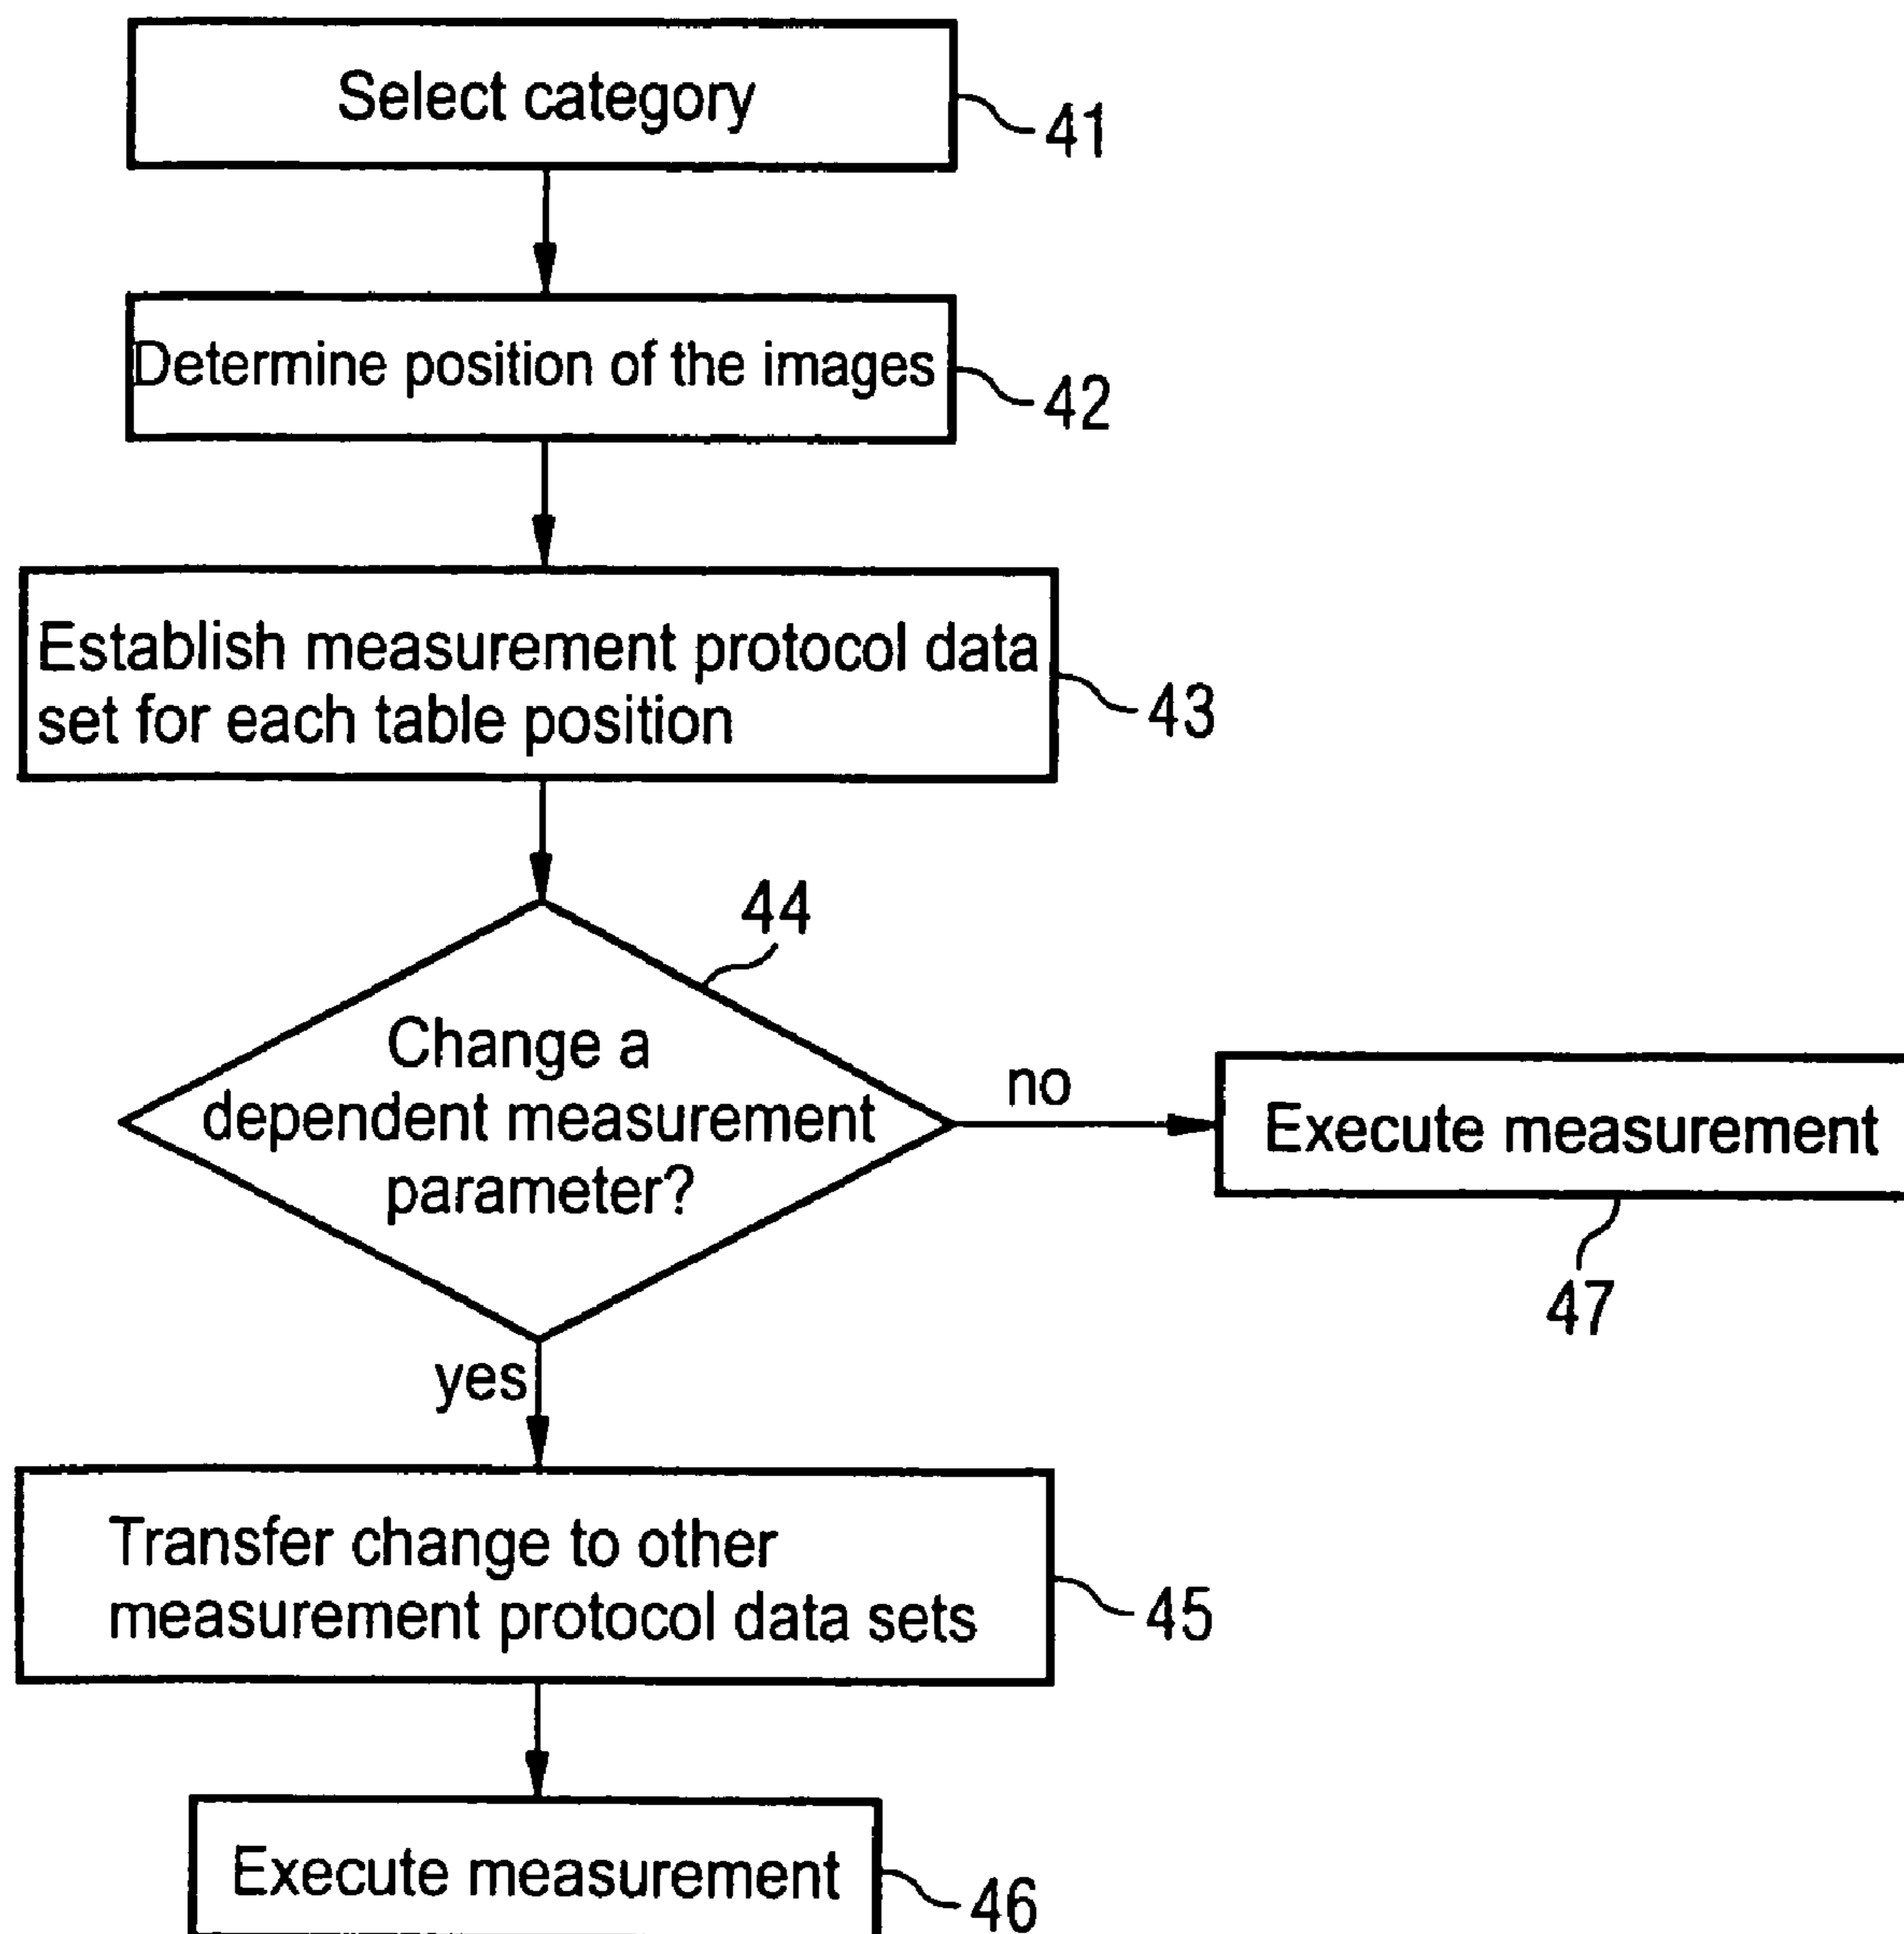 Select category
41
Determine position of the images
42
Establish measurement protocol data
set for each table position
43
44
Change a
dependent measurement
parameter?
no
Execute measurement
47
yes
Transfer change to other
measurement protocol data sets
45
Execute measurement
46